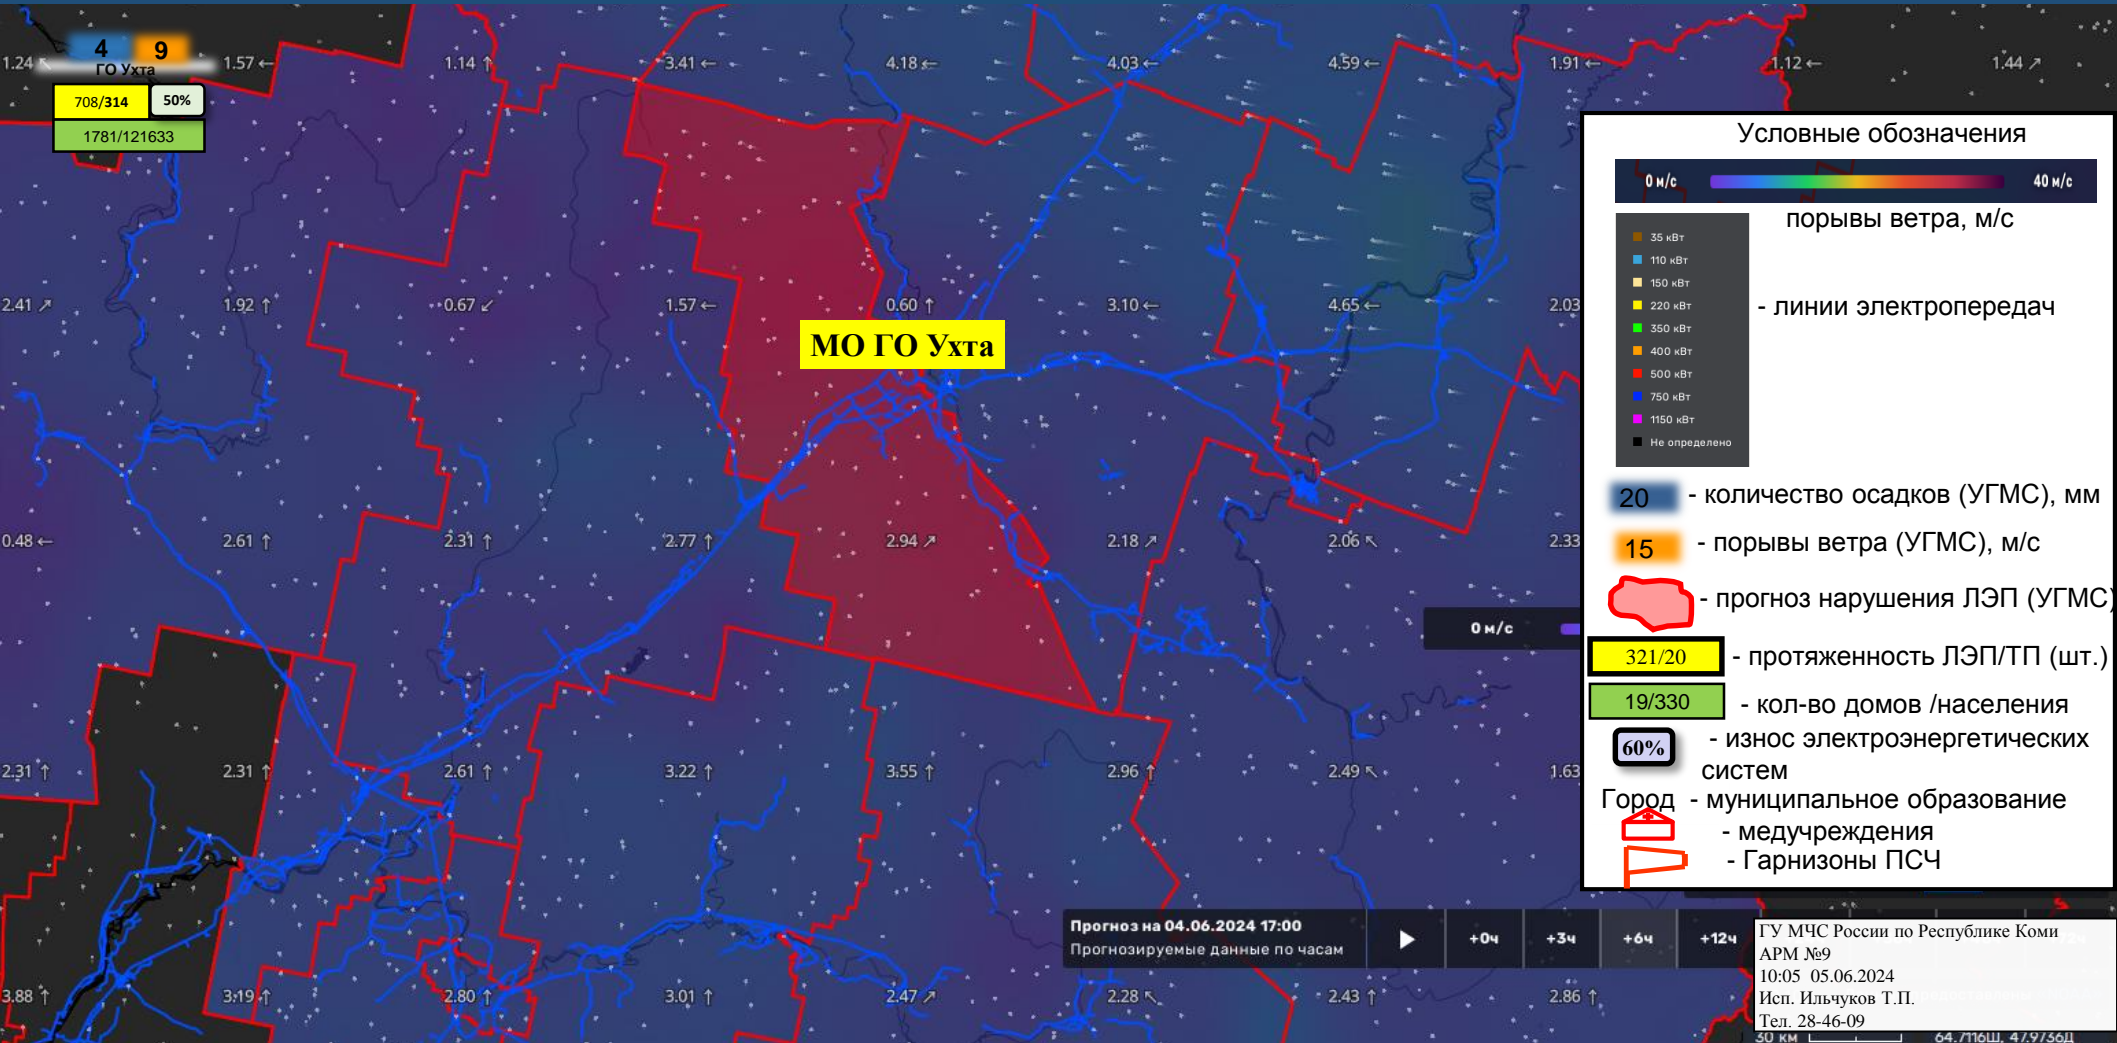 1.24 ↖
4 9
ГО Ухта
1.57 ←
1.14 ↑
3.41 ←
4.18 ←
4.03 ←
4.59 ←
1.91 ←
1.12 ←
1.44 ↗
708/314 50%
1781/121633
2.41 ↗
1.92 ↑
0.67 ↙
1.57 ←
0.60 ↑
3.10 ←
4.65 ←
2.03
МО ГО Ухта
0.48 ←
2.61 ↑
2.31 ↑
2.77 ↑
2.94 ↗
2.18 ↗
2.06 ↖
2.33
0 м/с
2.31 ↑
2.31 ↑
2.61 ↑
3.22 ↑
3.55 ↑
2.96 ↑
2.49 ↖
1.63
3.88 ↑
3.19 ↑
2.80 ↑
3.01 ↑
2.47 ↗
2.28 ↖
2.43 ↑
2.86 ↑
Условные обозначения
0 м/с 40 м/с
порывы ветра, м/с
35 кВт
110 кВт
150 кВт
220 кВт
350 кВт
400 кВт
500 кВт
750 кВт
1150 кВт
Не определено
- линии электропередач
20 - количество осадков (УГМС), мм
15 - порывы ветра (УГМС), м/с
- прогноз нарушения ЛЭП (УГМС)
321/20 - протяженность ЛЭП/ТП (шт.)
19/330 - кол-во домов /населения
60% - износ электроэнергетических
систем
Город - муниципальное образование
- медучреждения
- Гарнизоны ПСЧ
Прогноз на 04.06.2024 17:00
Прогнозируемые данные по часам
+0ч +3ч +6ч +12ч
ГУ МЧС России по Республике Коми
АРМ №9
10:05 05.06.2024
Исп. Ильчуков Т.П.
Тел. 28-46-09
30 км 64.7116Ш, 47.9736Д